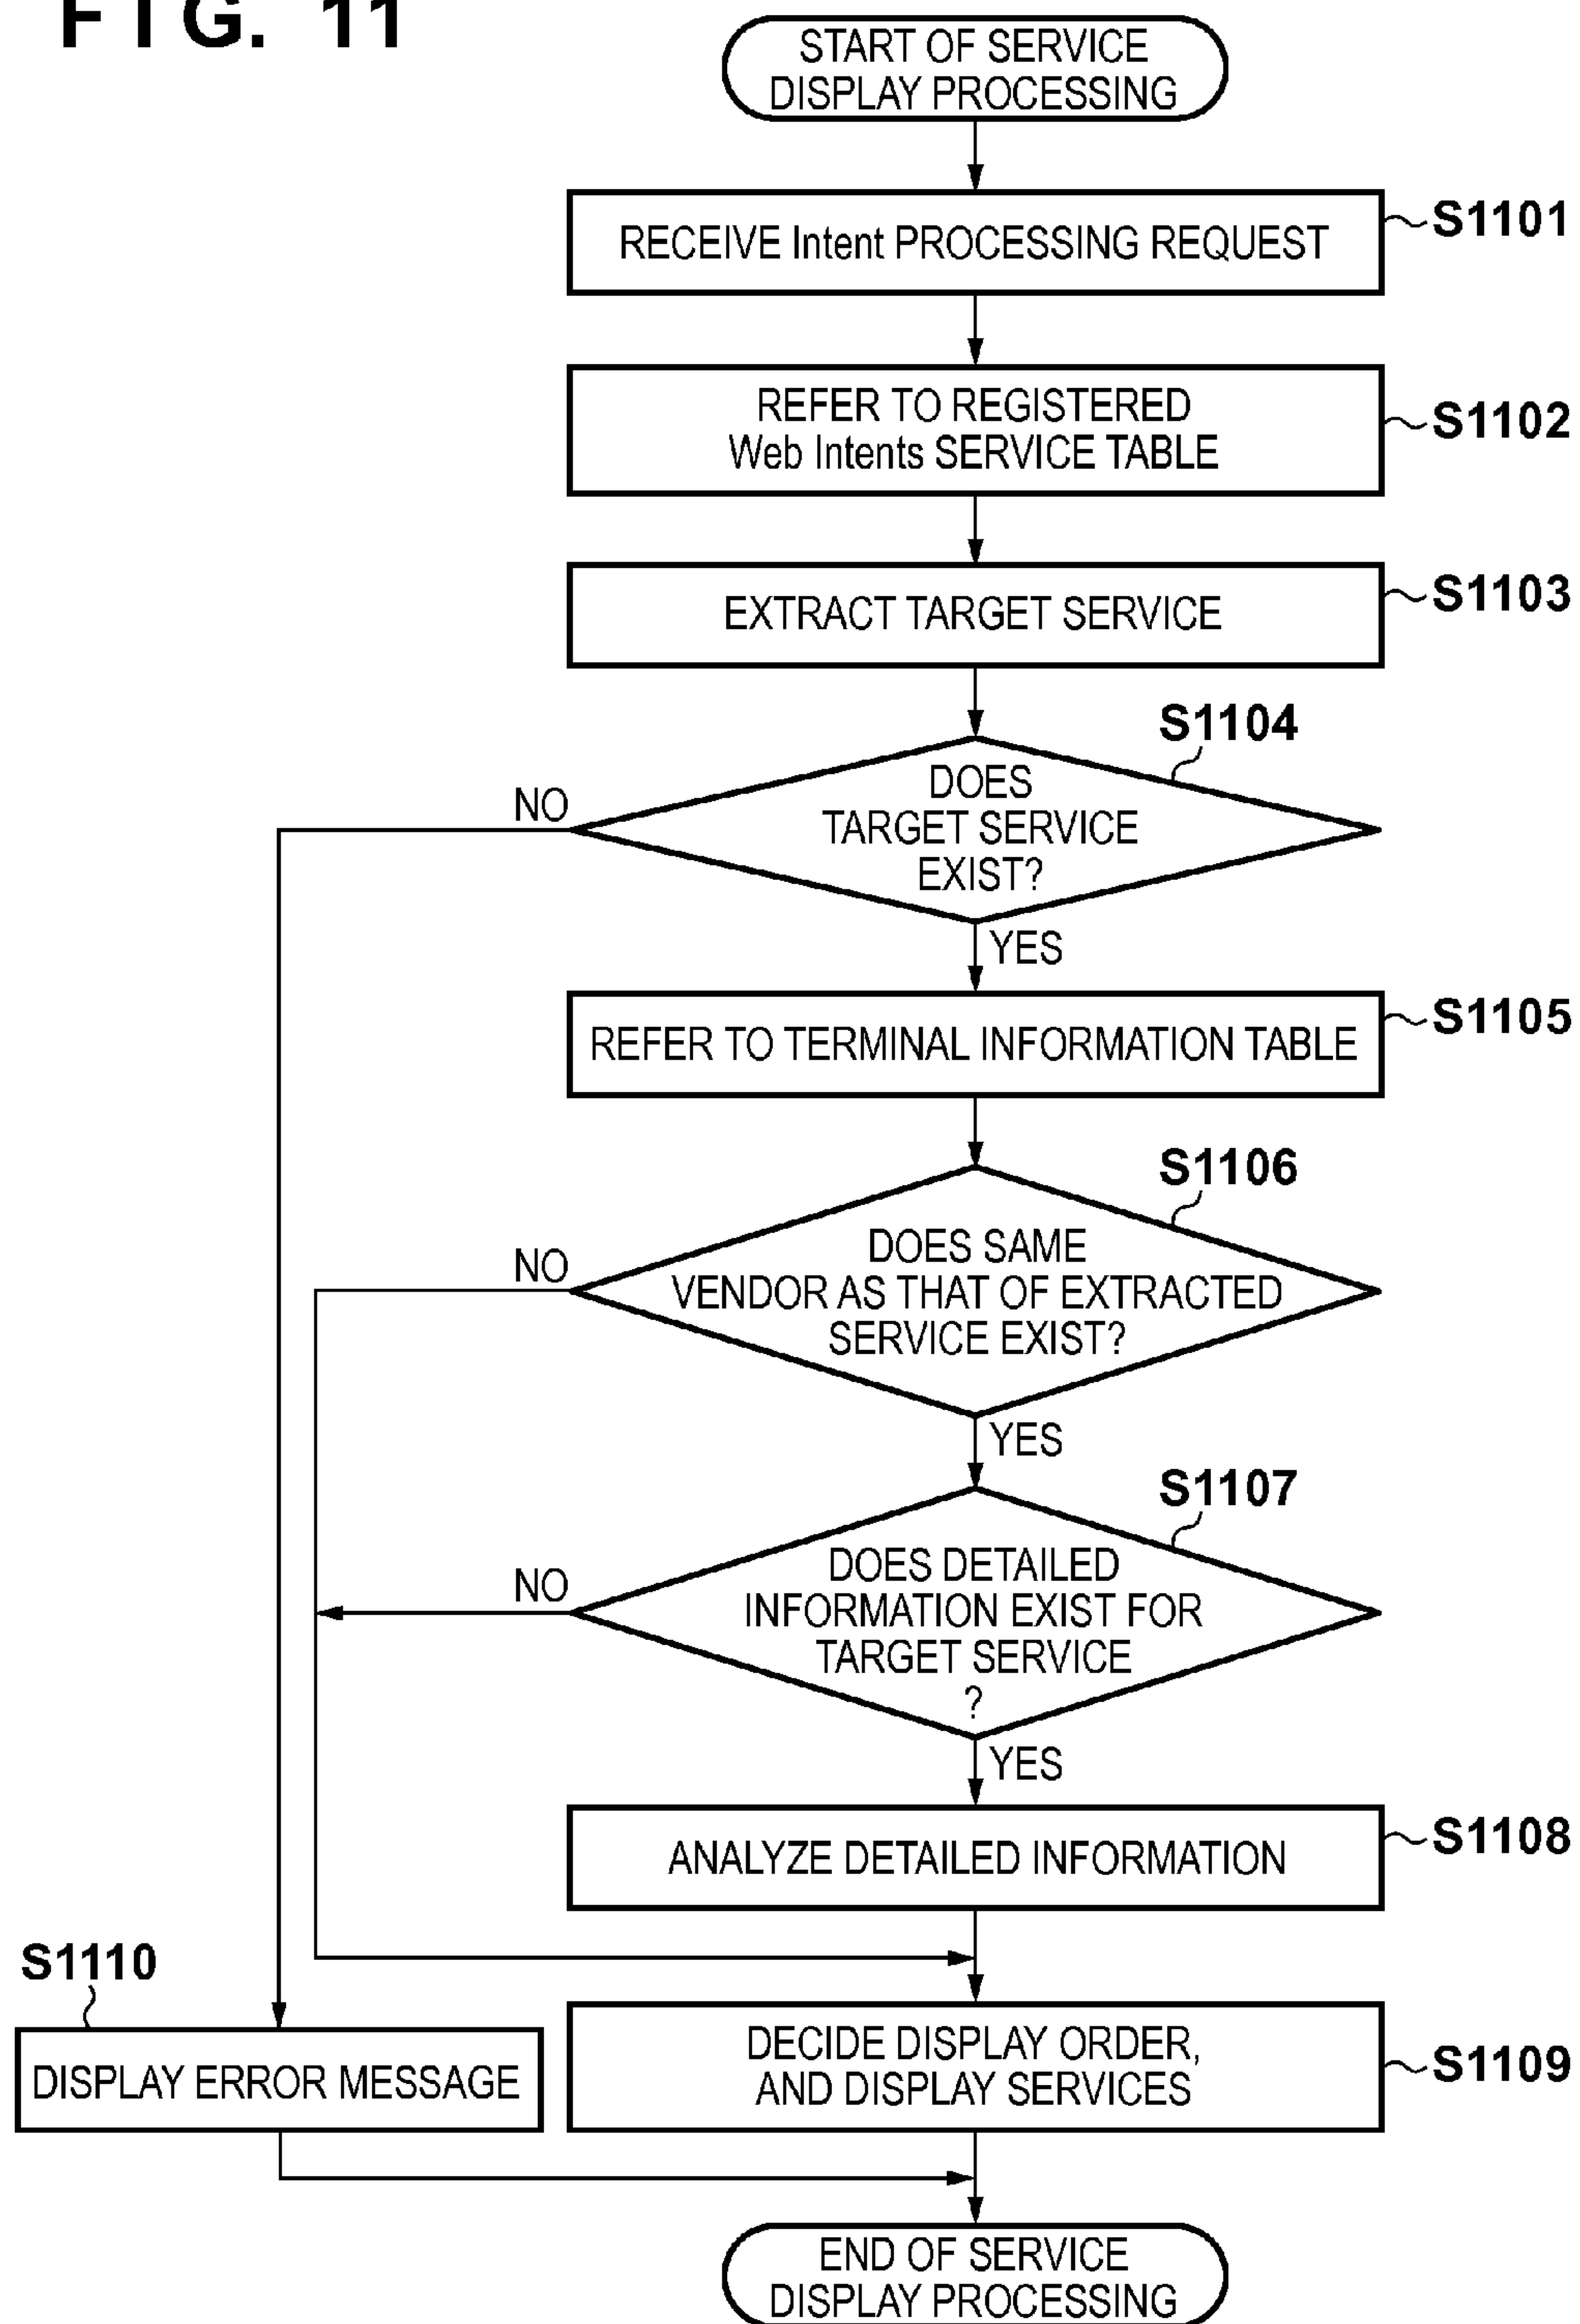 FIG. 11
START OF SERVICE
DISPLAY PROCESSING
RECEIVE Intent PROCESSING REQUEST
S1101
REFER TO REGISTERED
Web Intents SERVICE TABLE
S1102
EXTRACT TARGET SERVICE
S1103
S1104
DOES
TARGET SERVICE
EXIST?
NO
YES
REFER TO TERMINAL INFORMATION TABLE
S1105
S1106
DOES SAME
VENDOR AS THAT OF EXTRACTED
SERVICE EXIST?
NO
YES
S1107
DOES DETAILED
INFORMATION EXIST FOR
TARGET SERVICE
?
NO
YES
ANALYZE DETAILED INFORMATION
S1108
S1110
DISPLAY ERROR MESSAGE
DECIDE DISPLAY ORDER,
AND DISPLAY SERVICES
S1109
END OF SERVICE
DISPLAY PROCESSING